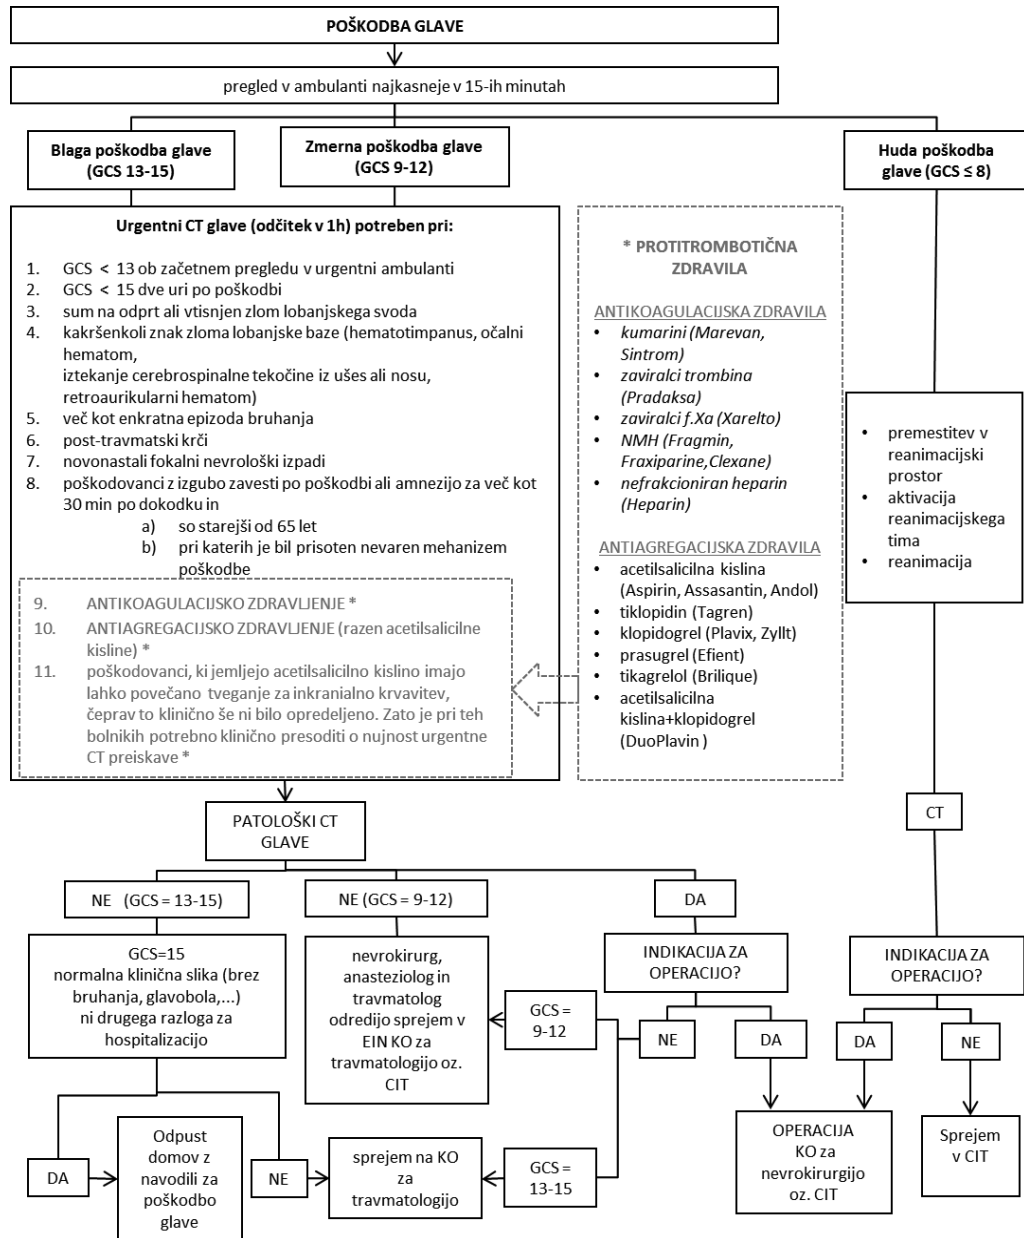 POŠKODBA GLAVE
pregled v ambulanti najkasneje v 15-ih minutah
Blaga poškodba glave
(GCS 13-15)
Zmerna poškodba glave
(GCS 9-12)
Huda poškodba
glave (GCS ≤ 8)
Urgentni CT glave (odčitek v 1h) potreben pri:
1. GCS < 13 ob začetnem pregledu v urgentni ambulanti
2. GCS < 15 dve uri po poškodbi
3. sum na odprt ali vtisnjen zlom lobanjskega svoda
4. kakršenkoli znak zloma lobanjske baze (hematotimpanus, očalni
hematom,
iztekanje cerebrospinalne tekočine iz ušes ali nosu,
retroaurikularni hematom)
5. več kot enkratna epizoda bruhanja
6. post-travmatski krči
7. novonastali fokalni nevrološki izpadi
8. poškodovanci z izgubo zavesti po poškodbi ali amnezijo za več kot
30 min po dokodku in
a) so starejši od 65 let
b) pri katerih je bil prisoten nevaren mehanizem
poškodbe
9. ANTIKOAGULACIJSKO ZDRAVLJENJE *
10. ANTIAGREGACIJSKO ZDRAVLJENJE (razen acetilsalicilne
kisline) *
11. poškodovanci, ki jemljejo acetilsalicilno kislino imajo
lahko povečano tveganje za inkranialno krvavitev,
čeprav to klinično še ni bilo opredeljeno. Zato je pri teh
bolnikih potrebno klinično presoditi o nujnost urgentne
CT preiskave *
* PROTITROMBOTIČNA
ZDRAVILA
ANTIKOAGULACIJSKA ZDRAVILA
• kumarini (Marevan,
Sintrom)
• zaviralci trombina
(Pradaksa)
• zaviralci f.Xa (Xarelto)
• NMH (Fragmin,
Fraxiparine,Clexane)
• nefrakcioniran heparin
(Heparin)
ANTIAGREGACIJSKA ZDRAVILA
• acetilsalicilna kislina
(Aspirin, Assasantin, Andol)
• tiklopidin (Tagren)
• klopidogrel (Plavix, Zyllt)
• prasugrel (Efient)
• tikagrelol (Brilique)
• acetilsalicilna
kislina+klopidogrel
(DuoPlavin )
• premestitev v
reanimacijski
prostor
• aktivacija
reanimacijskega
tima
• reanimacija
CT
PATOLOŠKI CT
GLAVE
NE (GCS = 13-15)
NE (GCS = 9-12)
DA
GCS=15
normalna klinična slika (brez
bruhanja, glavobola,...)
ni drugega razloga za
hospitalizacijo
nevrokirurg,
anasteziolog in
travmatolog
odredijo sprejem v
EIN KO za
travmatologijo oz.
CIT
INDIKACIJA ZA
OPERACIJO?
INDIKACIJA ZA
OPERACIJO?
GCS =
9-12
NE
DA
DA
NE
DA
Odpust
domov z
navodili za
poškodbo
glave
NE
sprejem na KO
za
travmatologijo
GCS =
13-15
OPERACIJA
KO za
nevrokirurgijo
oz. CIT
Sprejem
v CIT